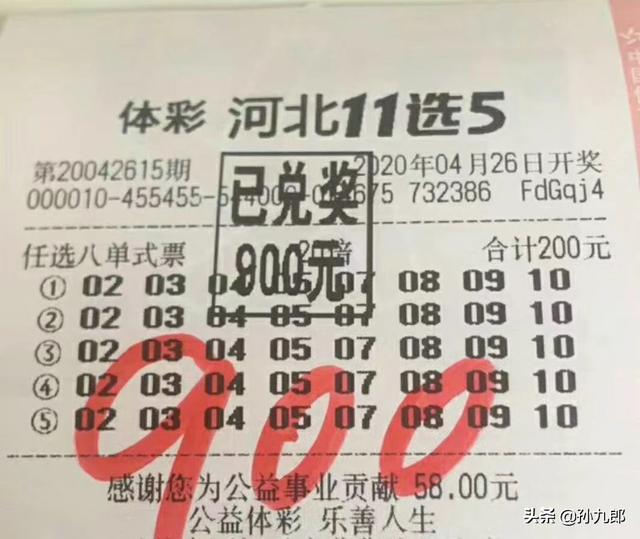 体彩 河北11选5
第20042615期 2020年04月26日开奖
000010-455455- 675 732386 FdGqj4
已兑奖
900元
任选八单式票 倍 合计200元
① 02 03 04 05 07 08 09 10
② 02 03 04 05 07 08 09 10
③ 02 03 04 05 07 08 09 10
④ 02 03 04 05 07 08 09 10
⑤ 02 03 04 05 07 08 09 10
900
感谢您为公益事业贡献 58.00元
公益体彩 乐善人生
头条 @孙九郎